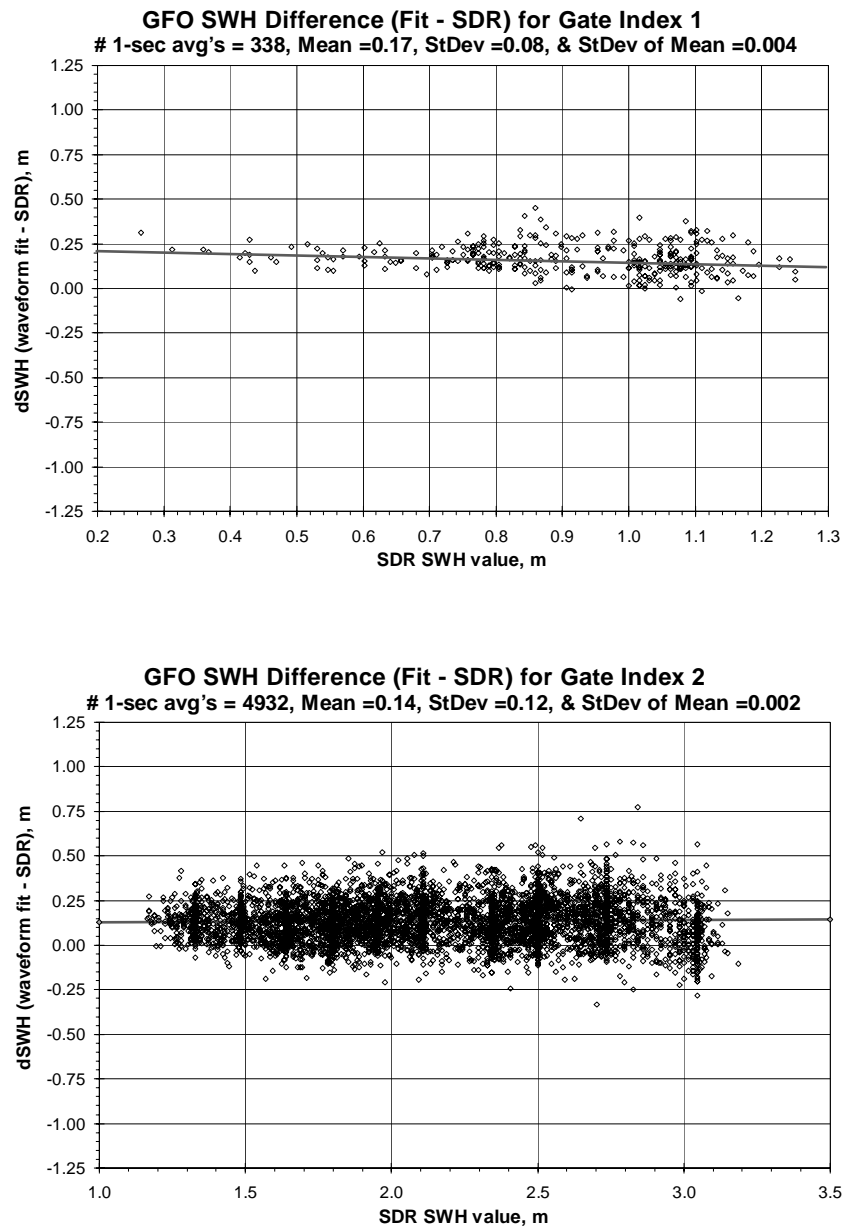 GFO SWH Difference (Fit - SDR) for Gate Index 1
# 1-sec avg's = 338, Mean =0.17, StDev =0.08, & StDev of Mean =0.004
1.25
1.00
0.75
0.50
0.25
0.00
-0.25
-0.50
-0.75
-1.00
-1.25
dSWH (waveform fit - SDR), m
0.2 0.3 0.4 0.5 0.6 0.7 0.8 0.9 1.0 1.1 1.2 1.3
SDR SWH value, m
GFO SWH Difference (Fit - SDR) for Gate Index 2
# 1-sec avg's = 4932, Mean =0.14, StDev =0.12, & StDev of Mean =0.002
1.25
1.00
0.75
0.50
0.25
0.00
-0.25
-0.50
-0.75
-1.00
-1.25
dSWH (waveform fit - SDR), m
1.0 1.5 2.0 2.5 3.0 3.5
SDR SWH value, m